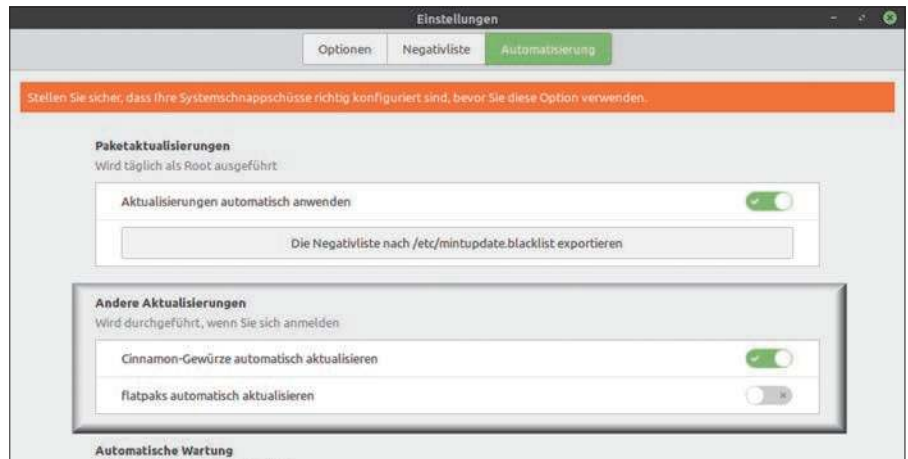 Einstellungen
Optionen
Negativliste
Automatisierung
Stellen Sie sicher, dass Ihre Systemschnappschüsse richtig konfiguriert sind, bevor Sie diese Option verwenden.
Paketaktualisierungen
Wird täglich als Root ausgeführt
Aktualisierungen automatisch anwenden
Die Negativliste nach /etc/mintupdate.blacklist exportieren
Andere Aktualisierungen
Wird durchgeführt, wenn Sie sich anmelden
Cinnamon-Gewürze automatisch aktualisieren
flatpaks automatisch aktualisieren
Automatische Wartung